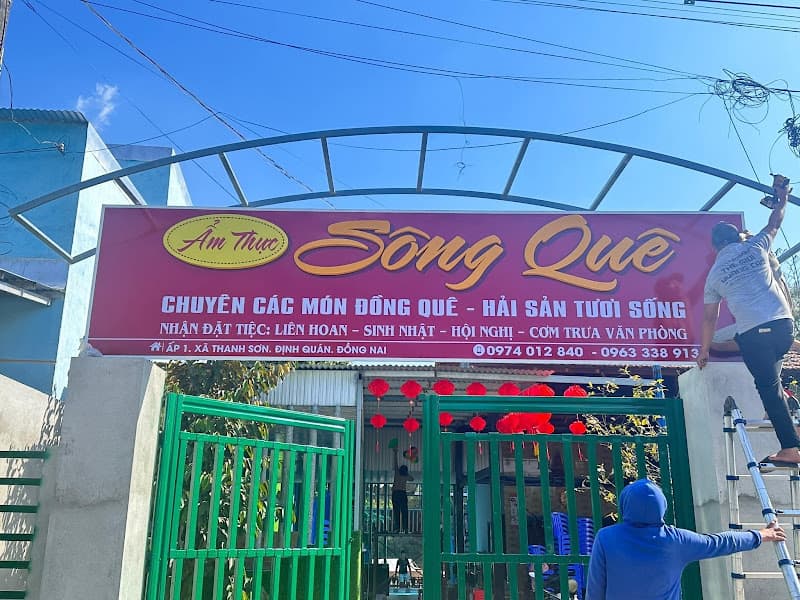 Ẩm Thực
Sông Quê
CHUYÊN CÁC MÓN ĐỒNG QUÊ - HẢI SẢN TƯƠI SỐNG
NHẬN ĐẶT TIỆC: LIÊN HOAN - SINH NHẬT - HỘI NGHỊ - CƠM TRƯA VĂN PHÒNG
ẤP 1. XÃ THANH SƠN. ĐỊNH QUÁN. ĐỒNG NAI
0974 012 840 - 0963 338 913